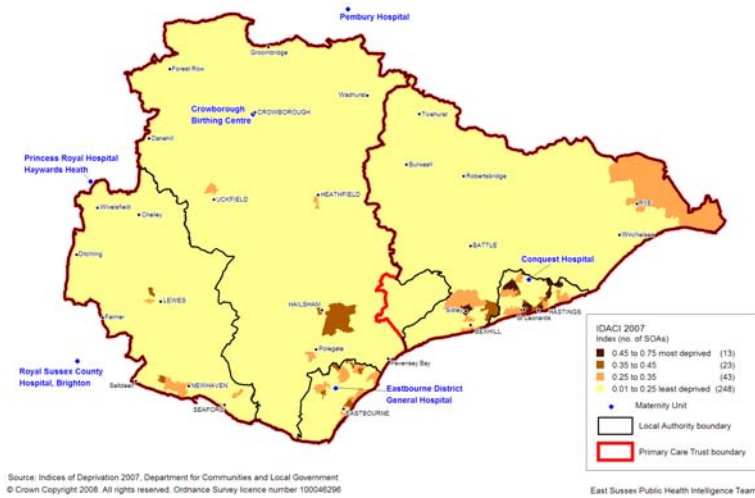 Pembury Hospital
Groombridge
Forest Row
Wadhurst
Crowborough
Birthing Centre
CROWBOROUGH
Ticehurst
Danehill
Princess Royal Hospital
Haywards Heath
Burwash
Robertsbridge
Wivelsfield
Chailey
UCKFIELD
HEATHFIELD
RYE
Winchelsea
Ditchling
BATTLE
Conquest Hospital
LEWES
HAILSHAM
Sidley
HASTINGS
St Leonards
BEXHILL
Falmer
Polegate
Pevensey Bay
Royal Sussex County
Hospital, Brighton
Saltdean
NEWHAVEN
SEAFORD
Eastbourne District
General Hospital
EASTBOURNE
IDACI 2007
Index (no. of SOAs)
0.45 to 0.75 most deprived (13)
0.35 to 0.45 (23)
0.25 to 0.35 (43)
0.01 to 0.25 least deprived (248)
Maternity Unit
Local Authority boundary
Primary Care Trust boundary
Source: Indices of Deprivation 2007, Department for Communities and Local Government
© Crown Copyright 2008. All rights reserved. Ordnance Survey licence number 100046296
East Sussex Public Health Intelligence Team